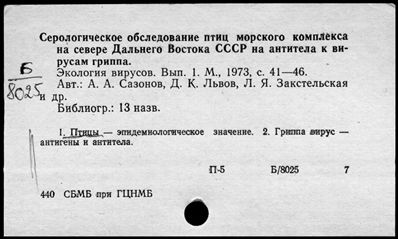 Серологическое обследование птиц морского комплекса
на севере Дальнего Востока СССР на антитела к ви-
русам гриппа.
Б
8025
Экология вирусов. Вып. 1. М., 1973, с. 41—46.
Авт.: А. А. Сазонов, Д. К. Львов, Л. Я. Закстельская
и др.
Библиогр.: 13 назв.
1. Птицы — эпидемиологическое значение. 2. Гриппа вирус —
антигены и антитела.
П-5 Б/8025 7
440 СБМБ при ГЦНМБ